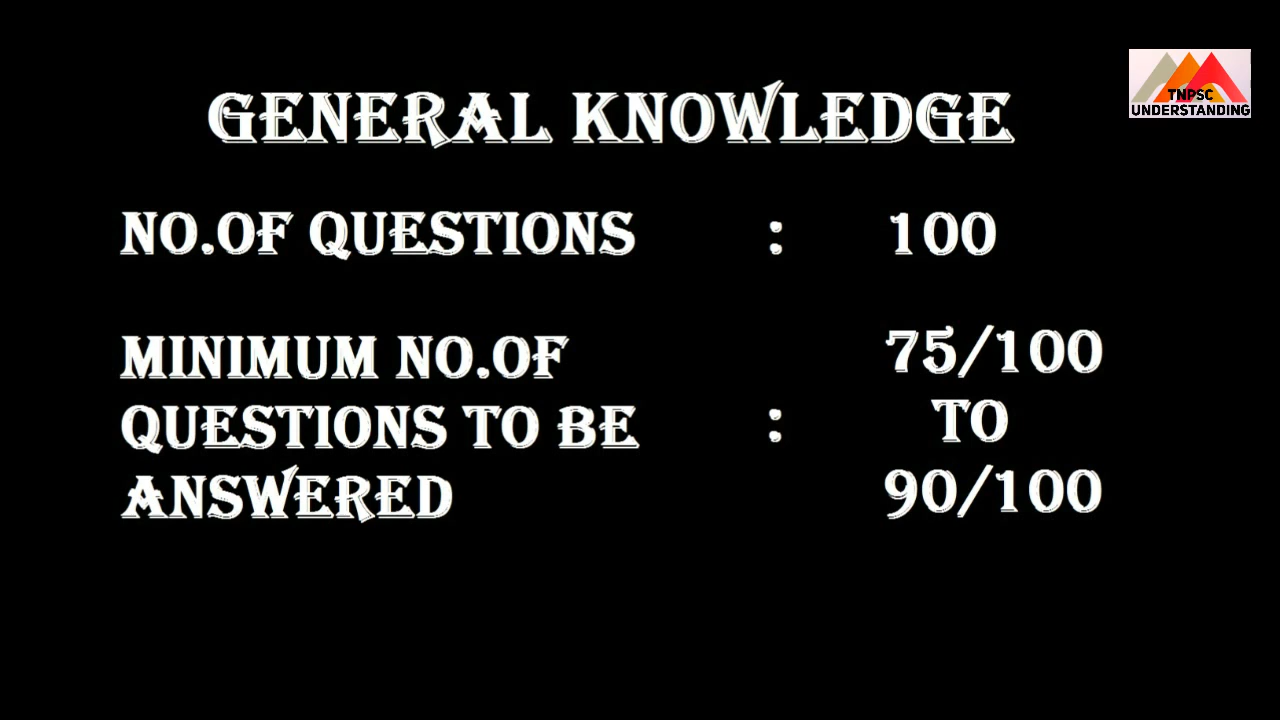 TNPSC
UNDERSTANDING
GENERAL KNOWLEDGE
NO.OF QUESTIONS : 100
MINIMUM NO.OF 75/100
QUESTIONS TO BE : TO
ANSWERED 90/100